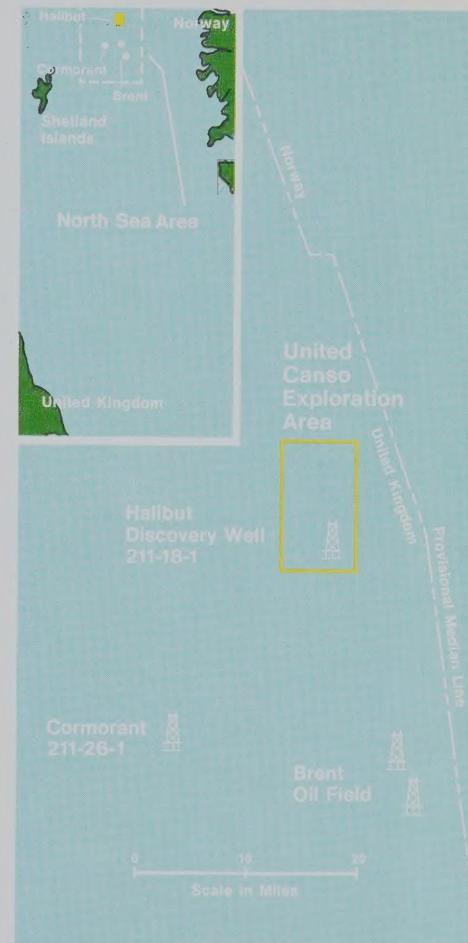 Halibut
Norway
Cormorant
Brent
Shetland
Islands
North Sea Area
United Kingdom
Norway
United
Canso
Exploration
Area
United Kingdom
Provisional Median Line
Halibut
Discovery Well
211-18-1
Cormorant
211-26-1
Brent
Oil Field
0 10 20
Scale in Miles